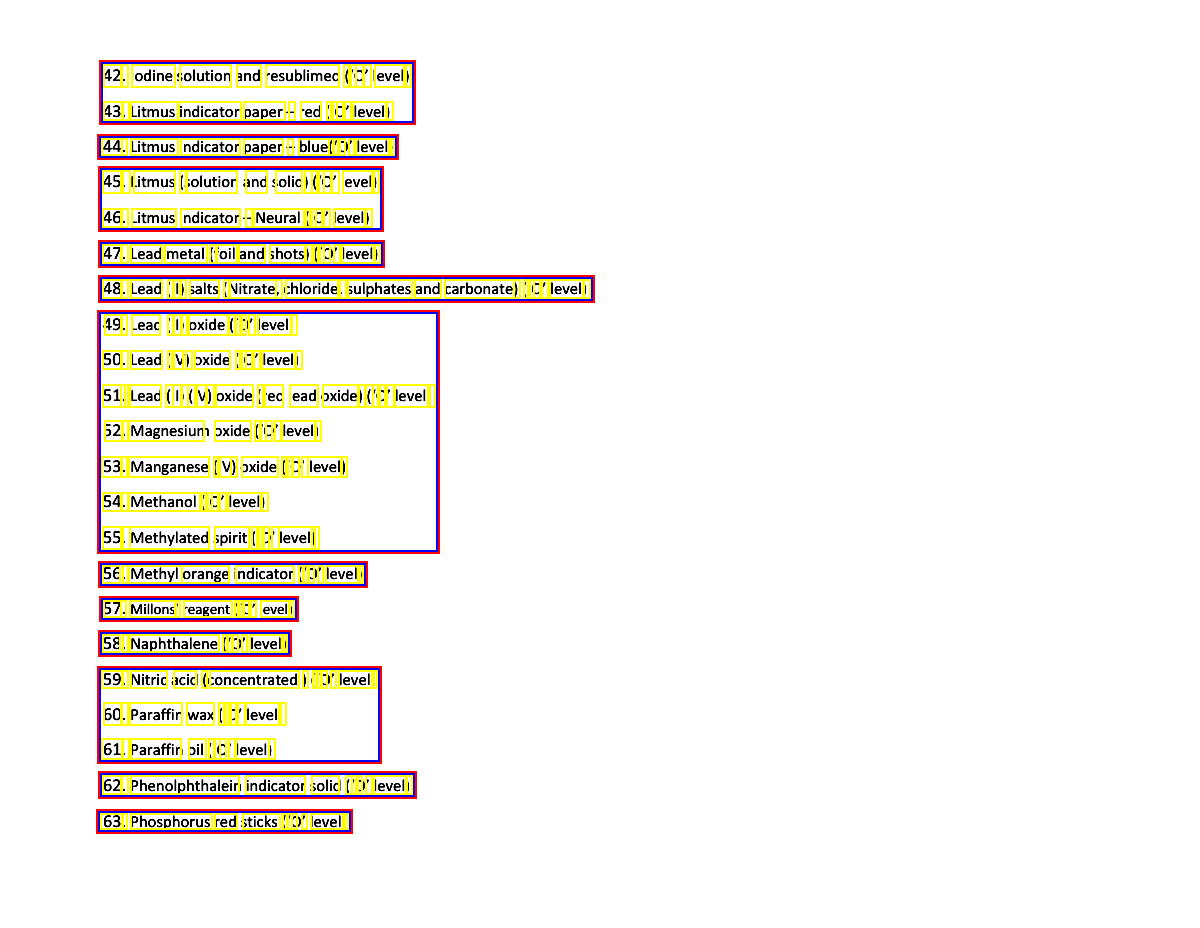 42. Iodine solution and resublimed ('O' level)
43. Litmus indicator paper – red ('O' level)
44. Litmus indicator paper – blue('O' level)
45. Litmus (solution and solid) ('O' level)
46. Litmus indicator – Neural ('O' level)
47. Lead metal (foil and shots) ('O' level)
48. Lead (II) salts (Nitrate, chloride, sulphates and carbonate) ('O' level)
49. Lead (II) oxide ('O' level)
50. Lead (IV) oxide ('O' level)
51. Lead (II) (IV) oxide (red lead oxide) ('O' level)
52. Magnesium oxide ('O' level)
53. Manganese (IV) oxide ('O' level)
54. Methanol ('O' level)
55. Methylated spirit ('O' level)
56. Methyl orange indicator ('O' level)
57. Millons' reagent ('O' level)
58. Naphthalene ('O' level)
59. Nitric acid (concentrated ) ('O' level)
60. Paraffin wax ('O' level)
61. Paraffin oil ('O' level)
62. Phenolphthalein indicator solid ('O' level)
63. Phosphorus red sticks ('O' level)